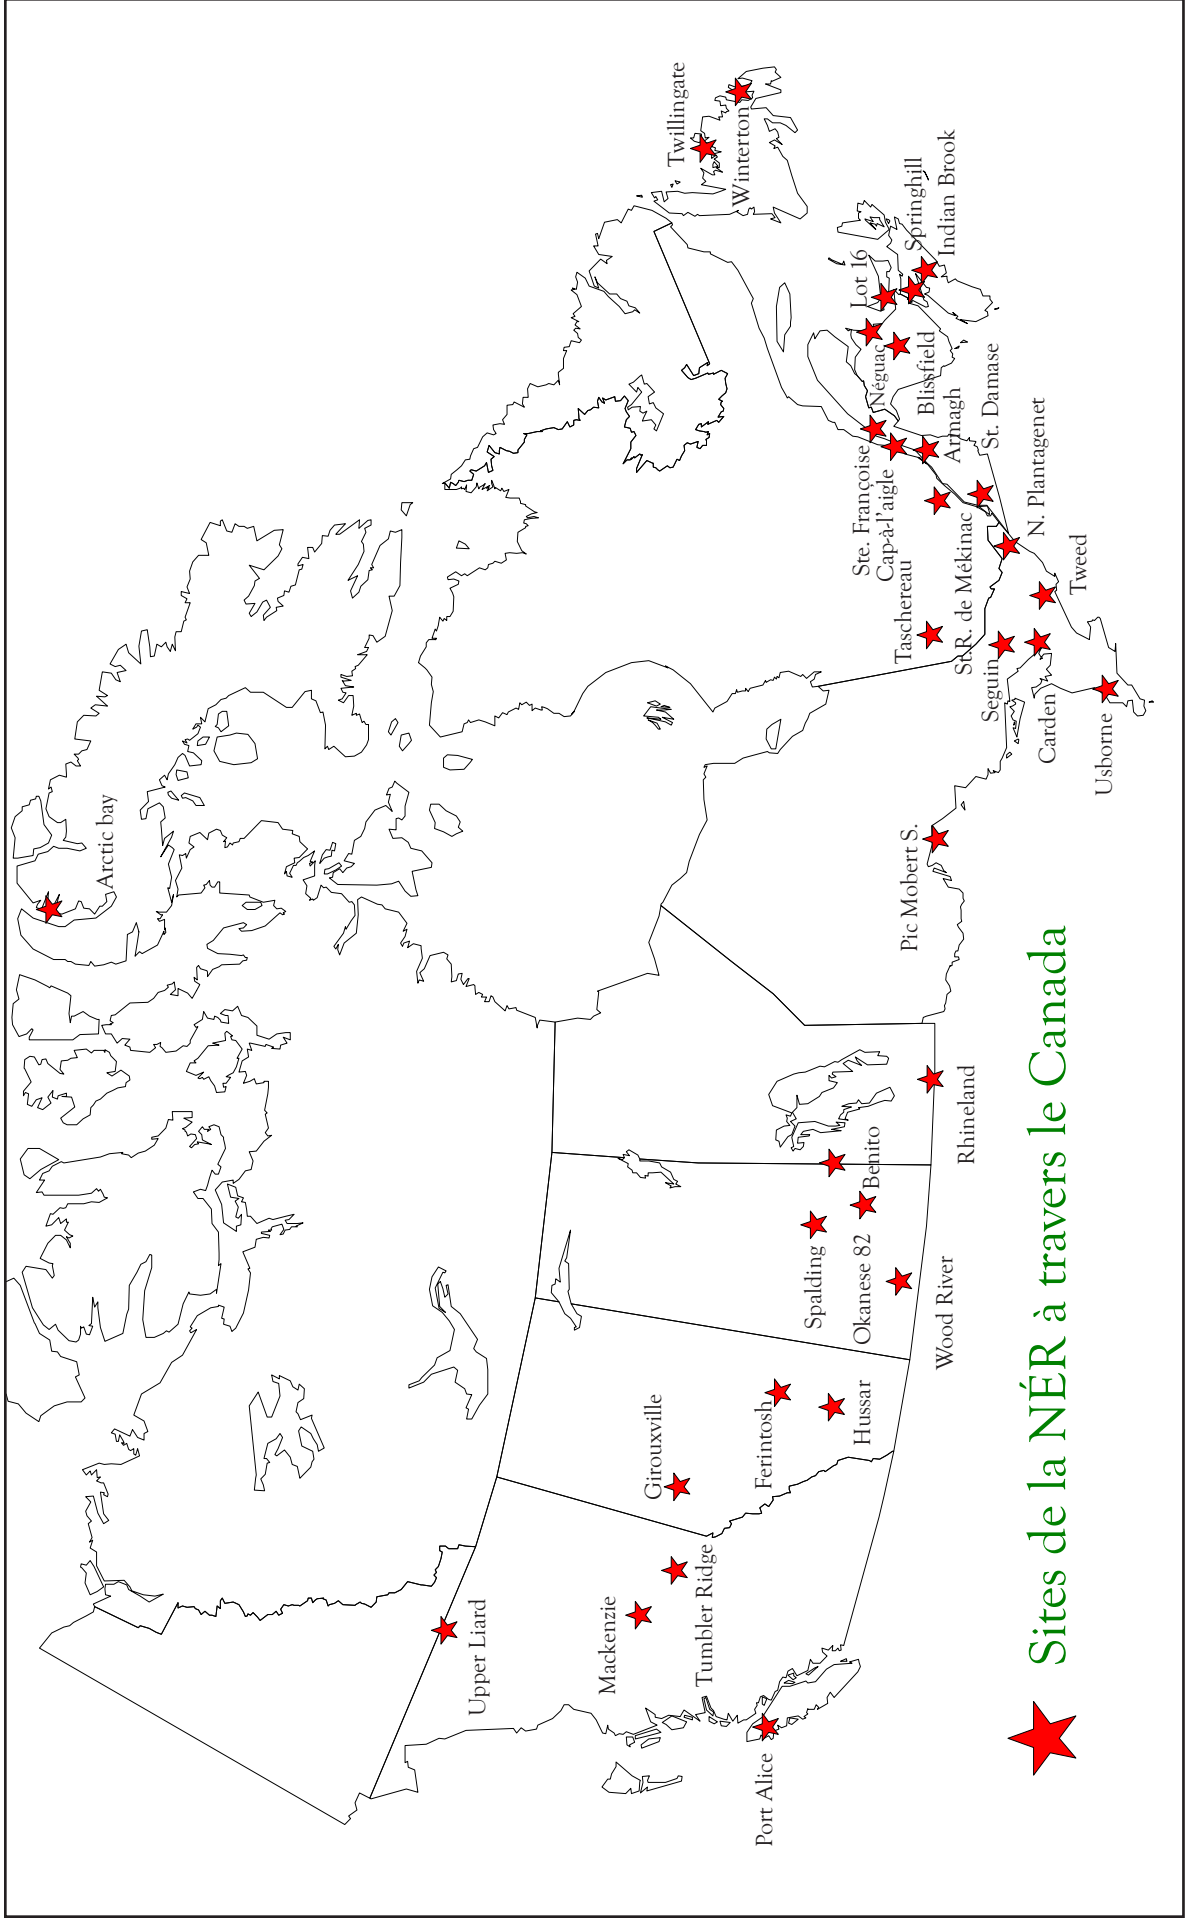 Arctic bay
Upper Liard
Mackenzie
Tumbler Ridge
Port Alice
Girouxville
Ferintosh
Hussar
Spalding
Okanese 82
Benito
Wood River
Rhineland
Pic Mobert S.
Taschereau
Ste. Françoise
Cap-à-l'aigle
St.R. de Mékinac
Seguin
Carden
Usborne
Tweed
N. Plantagenet
St. Damase
Armagh
Blissfield
Néguac
Lot 16
Springhill
Indian Brook
Twillingate
Winterton
Sites de la NÉR à travers le Canada